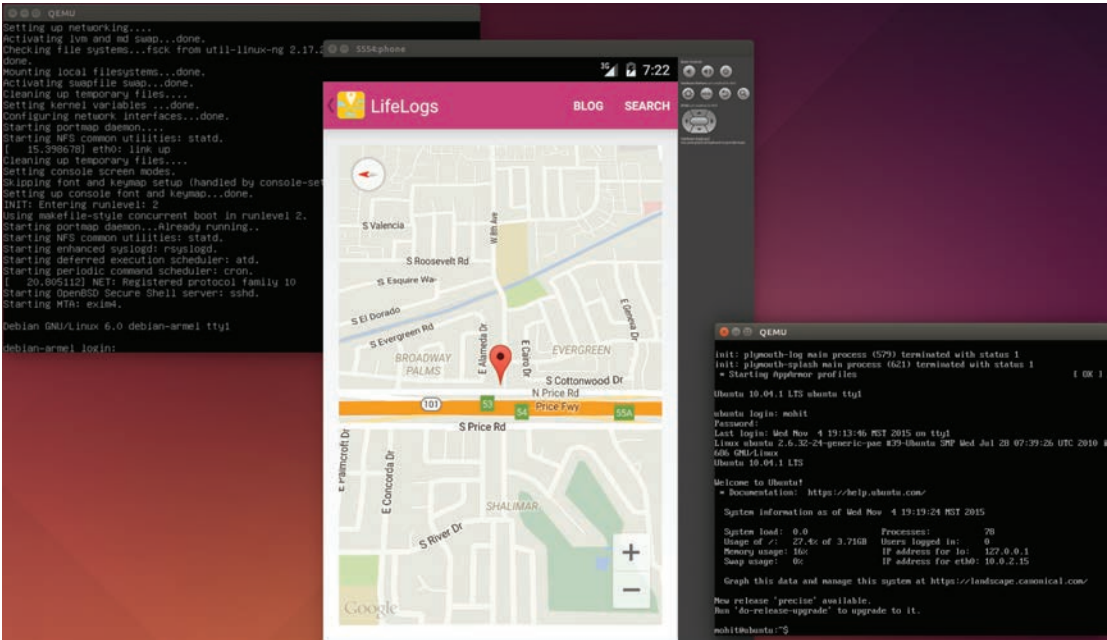 QEMU
Setting up networking....
Activating lvm and md swap...done.
Checking file systems...fsck from util-linux-ng 2.17.
done.
Mounting local filesystems...done.
Activating swapfile swap...done.
Cleaning up temporary files....
Setting kernel variables ...done.
Configuring network interfaces...done.
Starting portmap daemon....
Starting NFS common utilities: statd.
[   15.398678] eth0: link up
Cleaning up temporary files....
Setting console screen modes.
Skipping font and keymap setup (handled by console-set
Setting up console font and keymap...done.
INIT: Entering runlevel: 2
Using makefile-style concurrent boot in runlevel 2.
Starting portmap daemon...Already running..
Starting NFS common utilities: statd.
Starting enhanced syslogd: rsyslogd.
Starting deferred execution scheduler: atd.
Starting periodic command scheduler: cron.
[   20.805112] NET: Registered protocol family 10
Starting OpenBSD Secure Shell server: sshd.
Starting MTA: exim4.
Debian GNU/Linux 6.0 debian-armel tty1
debian-armel login:
5554:phone
3G 7:22
LifeLogs BLOG SEARCH
S Valencia
W 8th Ave
S Roosevelt Rd
S Esquire Wa
S El Dorado
S Evergreen Rd
E Geneva Dr
BROADWAY
PALMS
E Alameda Dr
E Cairo Dr
EVERGREEN
S Cottonwood Dr
N Price Rd
101 53 54 Price Fwy 55A
S Price Rd
E Palmcroft Dr
E Concorda Dr
SHALIMAR
S River Dr
+
−
Google
QEMU
init: plymouth-log main process (579) terminated with status 1
init: plymouth-splash main process (621) terminated with status 1
* Starting AppArmor profiles [ OK ]
Ubuntu 10.04.1 LTS ubuntu tty1
ubuntu login: mohit
Password:
Last login: Wed Nov  4 19:13:46 MST 2015 on tty1
Linux ubuntu 2.6.32-24-generic-pae #39-Ubuntu SMP Wed Jul 28 07:39:26 UTC 2010 i
686 GNU/Linux
Ubuntu 10.04.1 LTS
Welcome to Ubuntu!
* Documentation:  https://help.ubuntu.com/
System information as of Wed Nov  4 19:19:24 MST 2015
System load:  0.0 Processes: 78
Usage of /:   27.4% of 3.71GB Users logged in: 0
Memory usage: 16% IP address for lo: 127.0.0.1
Swap usage:   0% IP address for eth0: 10.0.2.15
Graph this data and manage this system at https://landscape.canonical.com/
New release 'precise' available.
Run 'do-release-upgrade' to upgrade to it.
mohit@ubuntu:~$